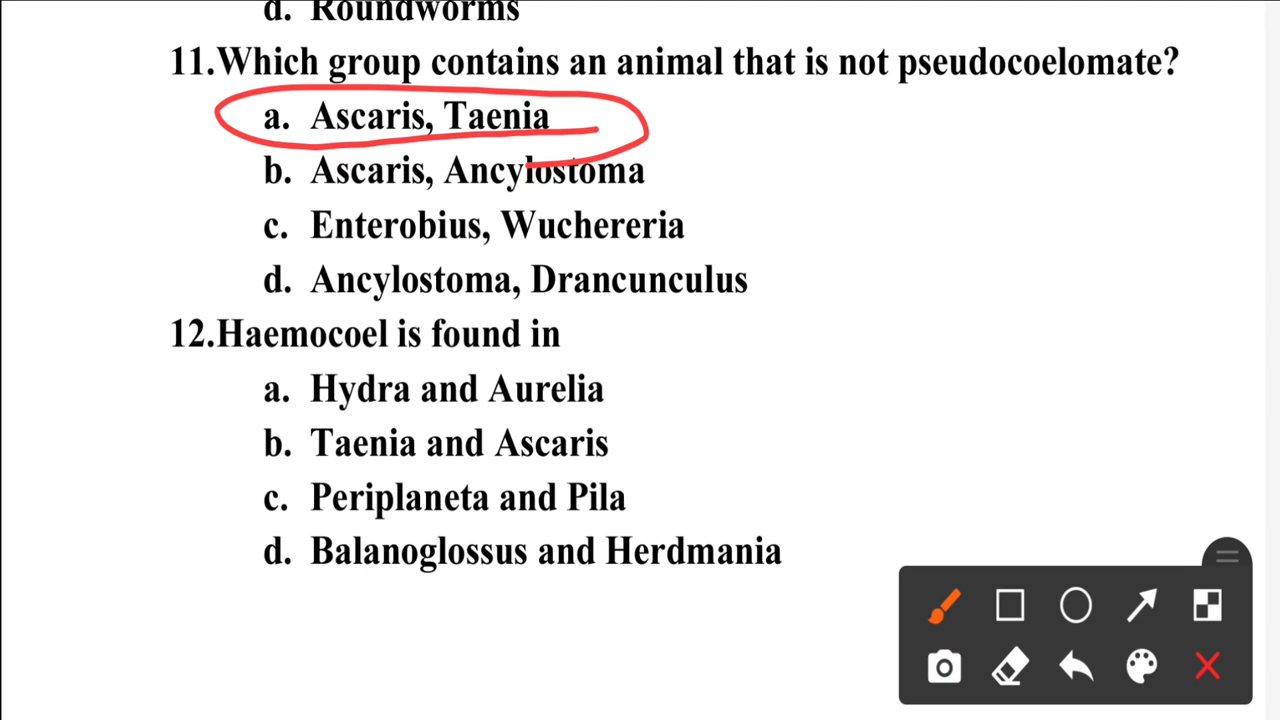 d. Roundworms
11.Which group contains an animal that is not pseudocoelomate?
a. Ascaris, Taenia
b. Ascaris, Ancylostoma
c. Enterobius, Wuchereria
d. Ancylostoma, Drancunculus
12.Haemocoel is found in
a. Hydra and Aurelia
b. Taenia and Ascaris
c. Periplaneta and Pila
d. Balanoglossus and Herdmania